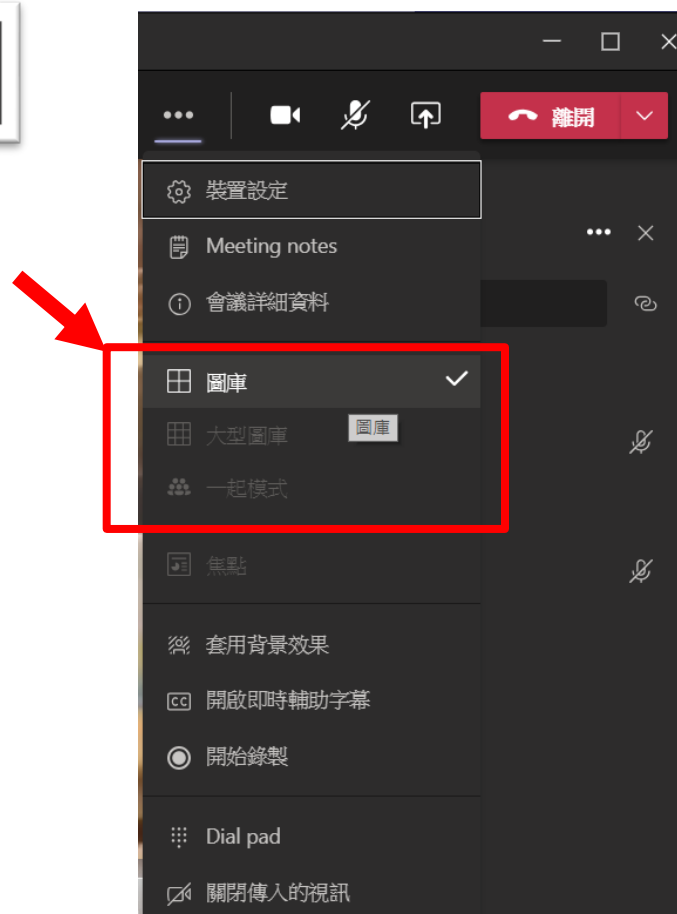 離開
裝置設定
Meeting notes
會議詳細資料
圖庫
大型圖庫
圖庫
一起模式
焦點
套用背景效果
CC 開啟即時輔助字幕
開始錄製
Dial pad
關閉傳入的視訊